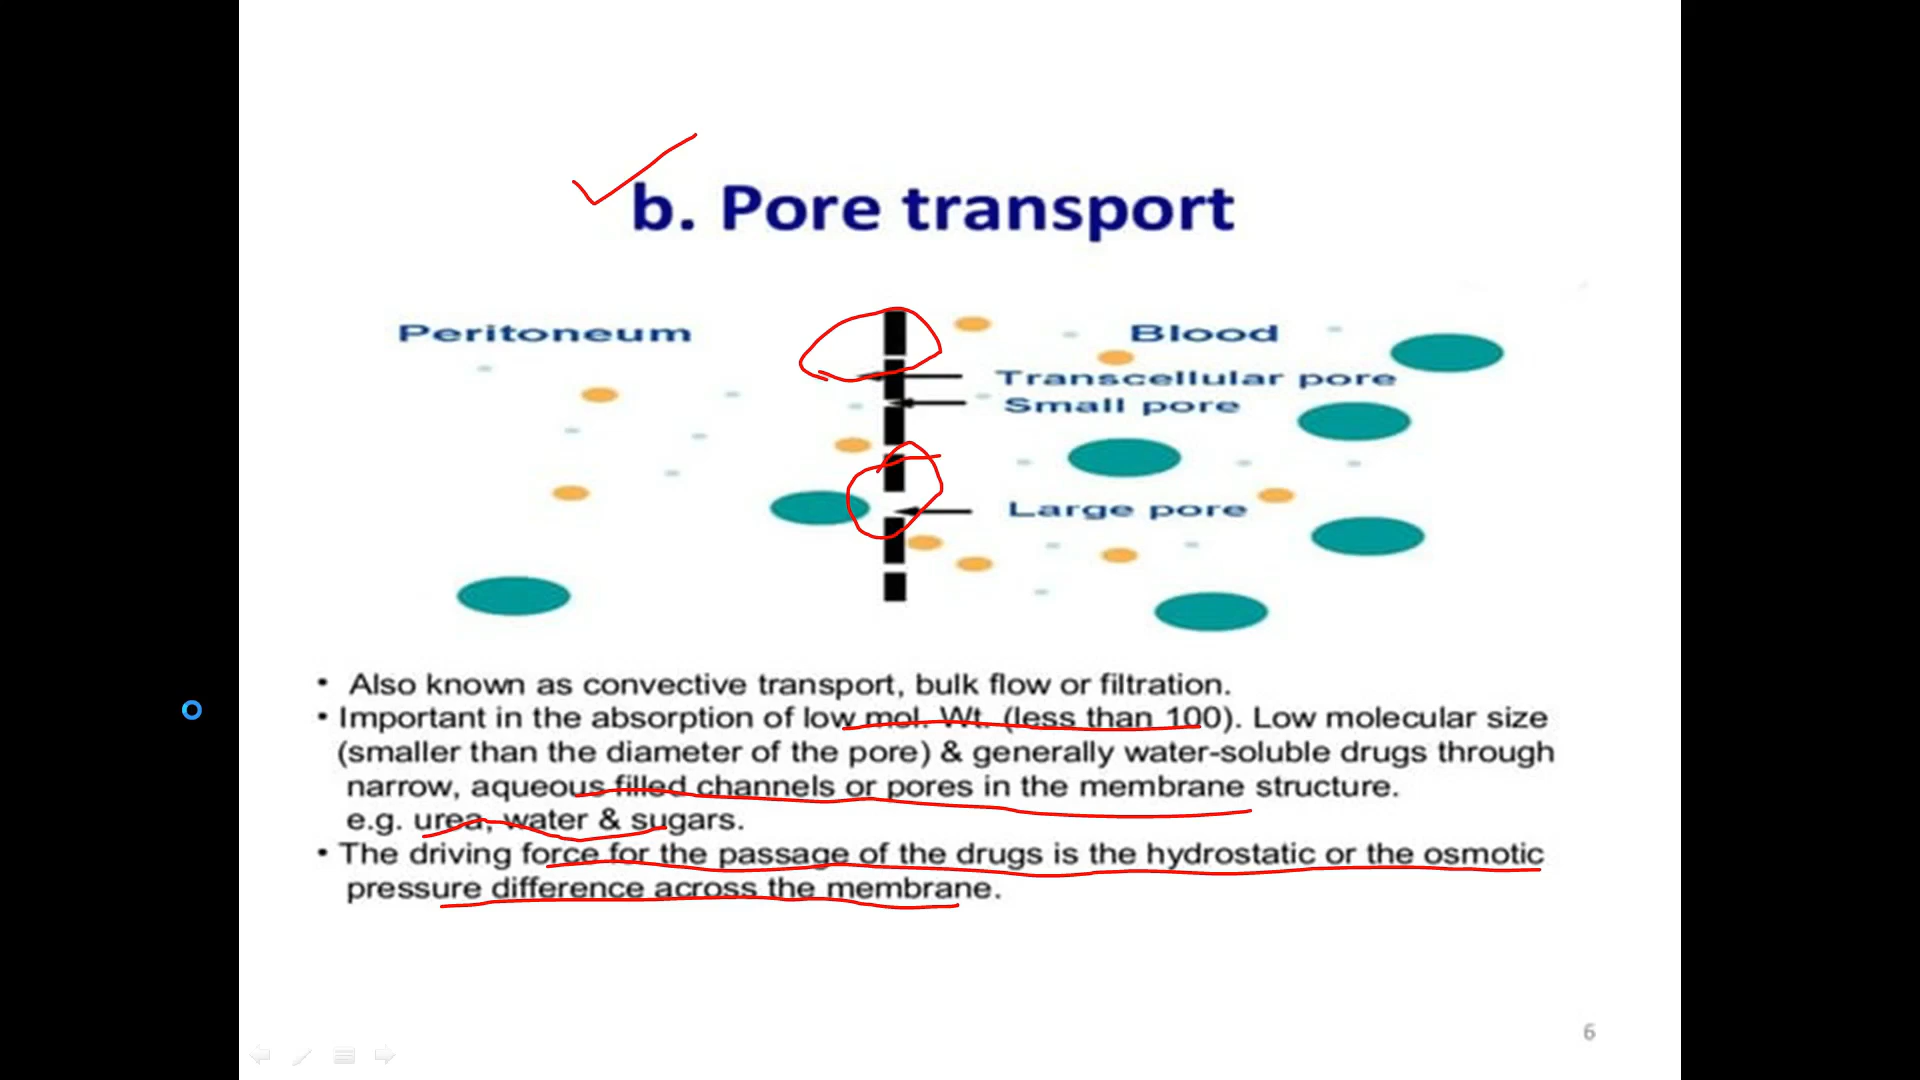 b. Pore transport
Peritoneum
Blood
Transcellular pore
Small pore
Large pore
• Also known as convective transport, bulk flow or filtration.
• Important in the absorption of low mol. Wt. (less than 100). Low molecular size
(smaller than the diameter of the pore) & generally water-soluble drugs through
narrow, aqueous filled channels or pores in the membrane structure.
e.g. urea, water & sugars.
• The driving force for the passage of the drugs is the hydrostatic or the osmotic
pressure difference across the membrane.
6